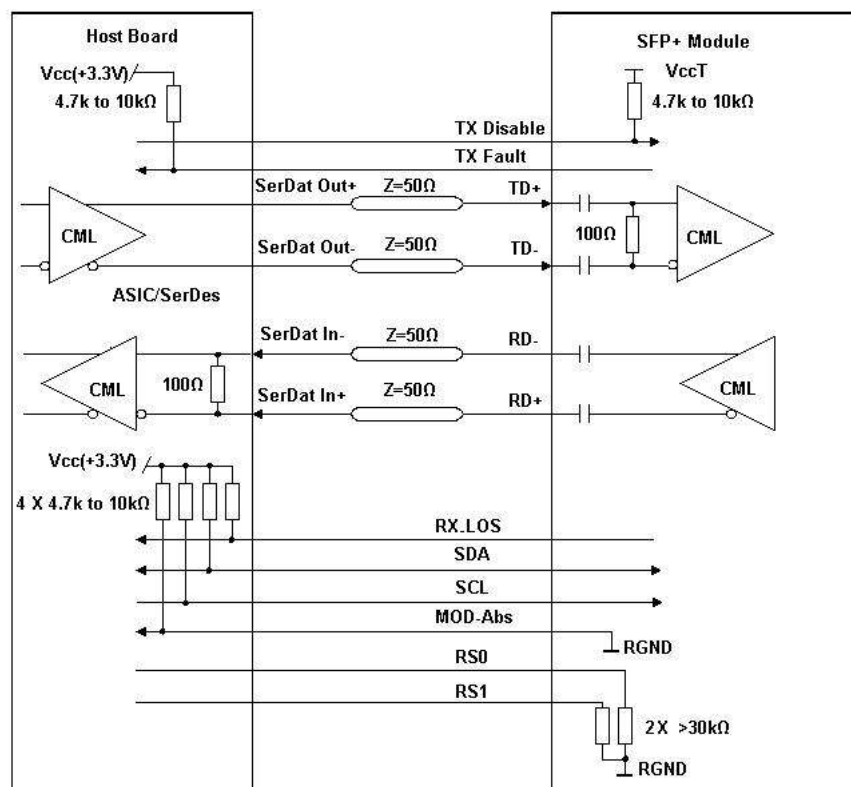 Host Board
SFP+ Module
Vcc(+3.3V)
4.7k to 10kΩ
VccT
4.7k to 10kΩ
TX Disable
TX Fault
SerDat Out+
Z=50Ω
TD+
CML
100Ω
CML
SerDat Out-
Z=50Ω
TD-
ASIC/SerDes
SerDat In-
Z=50Ω
RD-
CML
100Ω
CML
SerDat In+
Z=50Ω
RD+
Vcc(+3.3V)
4 X 4.7k to 10kΩ
RX_LOS
SDA
SCL
MOD-Abs
RGND
RS0
RS1
2X >30kΩ
RGND